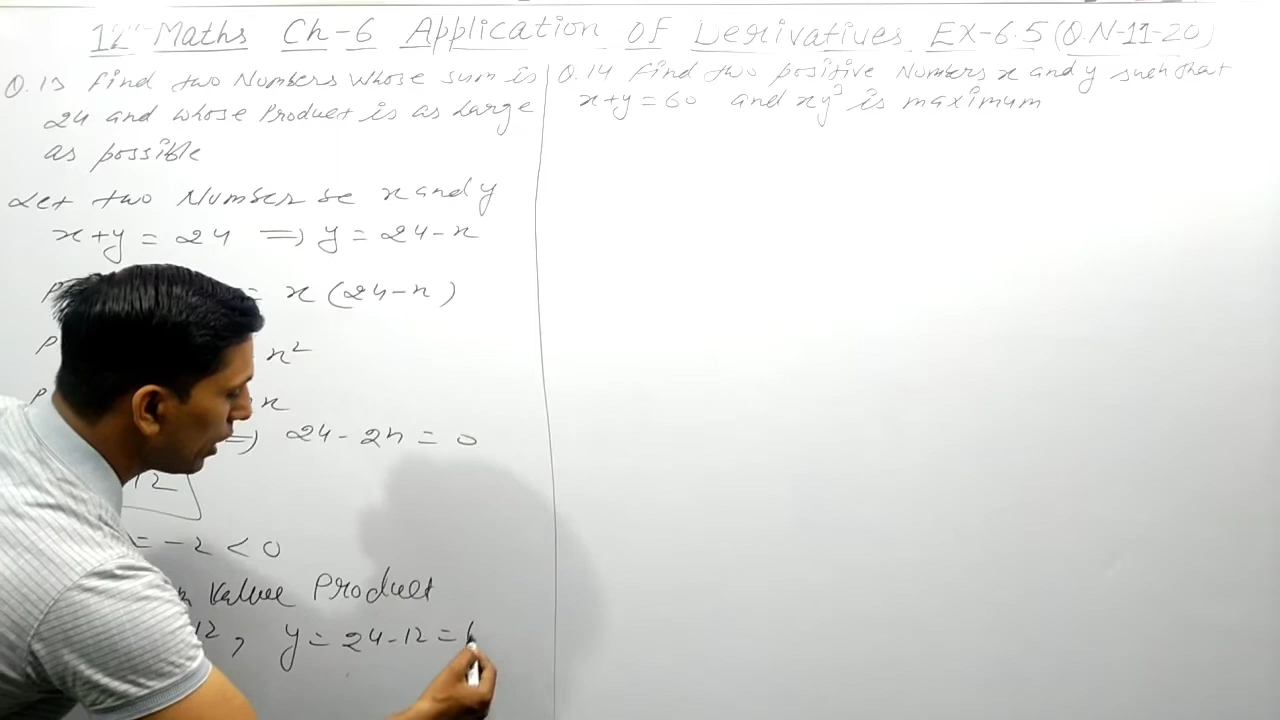 12th Maths Ch-6 Application OF Derivatives EX-6.5 (Q.N-11-20)
Q.13 Find two Numbers whose sum is
24 and whose Product is as Large
as possible
Let two Number be x and y
x+y = 24 ⟹ y = 24-x
P = x (24-x)
P x²
P x
⟹ 24-2x = 0
12
= -2 < 0
Value Product
12, y = 24-12 = 1
Q.14 Find two positive Numbers x and y such that
x+y = 60 and xy³ is maximum